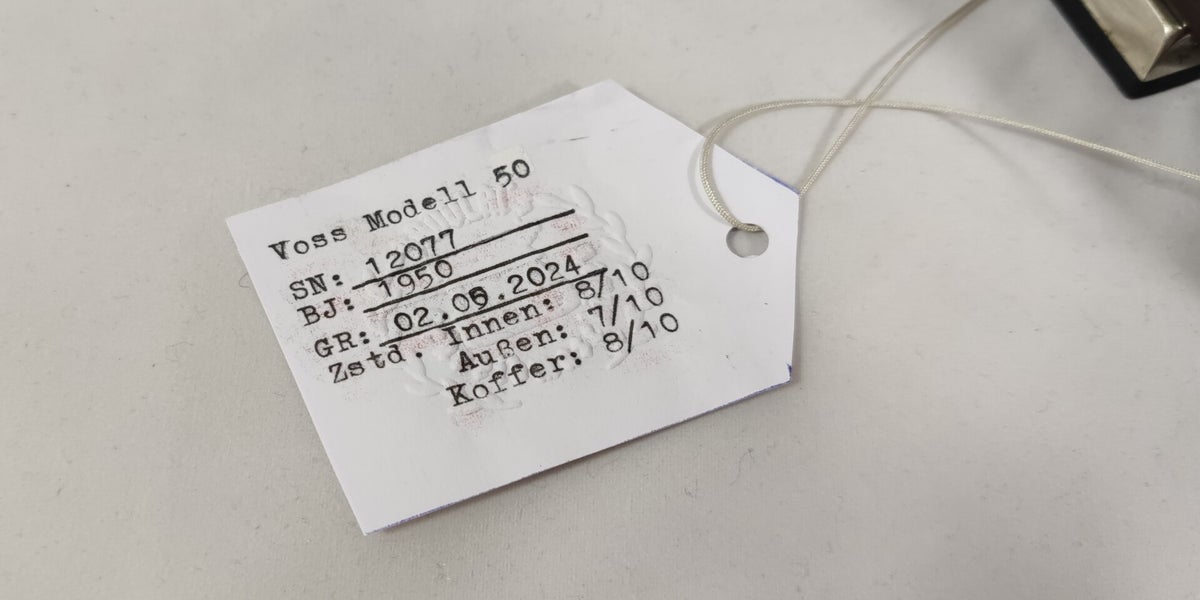 Voss Modell 50
SN: 12077
BJ: 1950
GR: 02.09.2024
Zstd. Innen: 8/10
Außen: 7/10
Koffer: 8/10